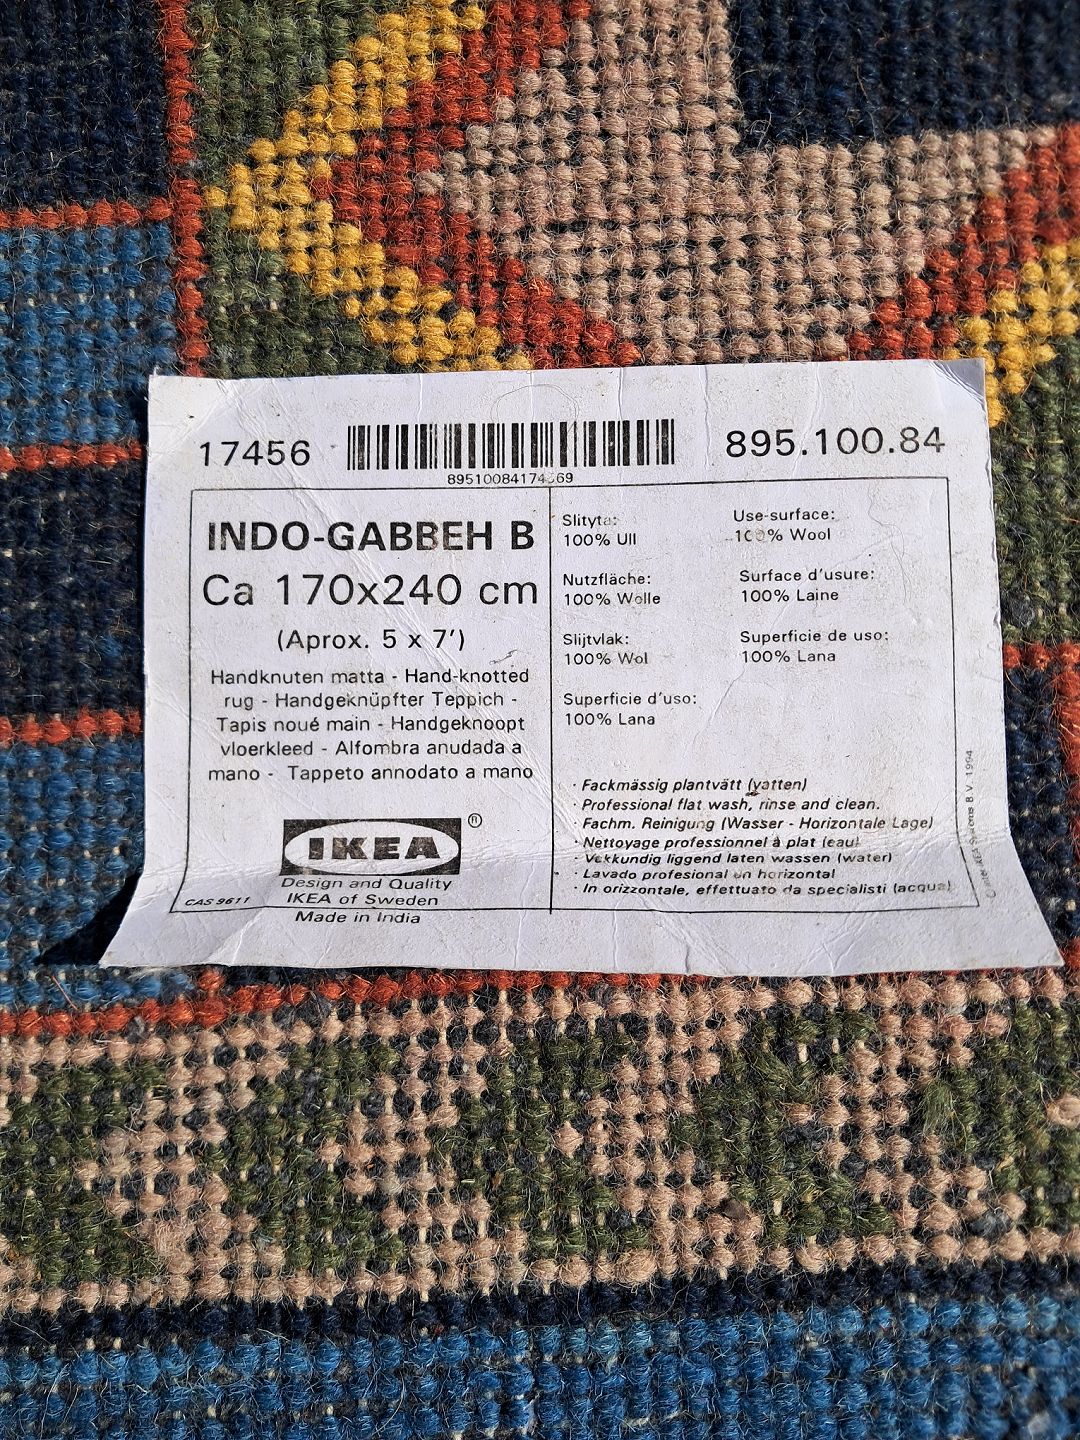 17456
895.100.84
INDO-GABBEH B
Ca 170x240 cm
(Aprox. 5 x 7')
Handknuten matta - Hand-knotted
rug - Handgeknüpfter Teppich -
Tapis noué main - Handgeknoopt
vloerkleed - Alfombra anudada a
mano - Tappeto annodato a mano
IKEA®
Design and Quality
IKEA of Sweden
Made in India
CAS 9611
Slityta:
100% Ull
Use-surface:
100% Wool
Nutzfläche:
100% Wolle
Surface d'usure:
100% Laine
Slijtvlak:
100% Wol
Superficie de uso:
100% Lana
Superficie d'uso:
100% Lana
· Fackmässig plantvätt (vatten)
· Professional flat wash, rinse and clean.
· Fachm. Reinigung (Wasser - Horizontale Lage)
· Nettoyage professionnel à plat (eau)
· Vakkundig liggend laten wassen (water)
· Lavado profesional en horizontal
· In orizzontale, effettuato da specialisti (acqua)
IKEA Systems B.V. 1994